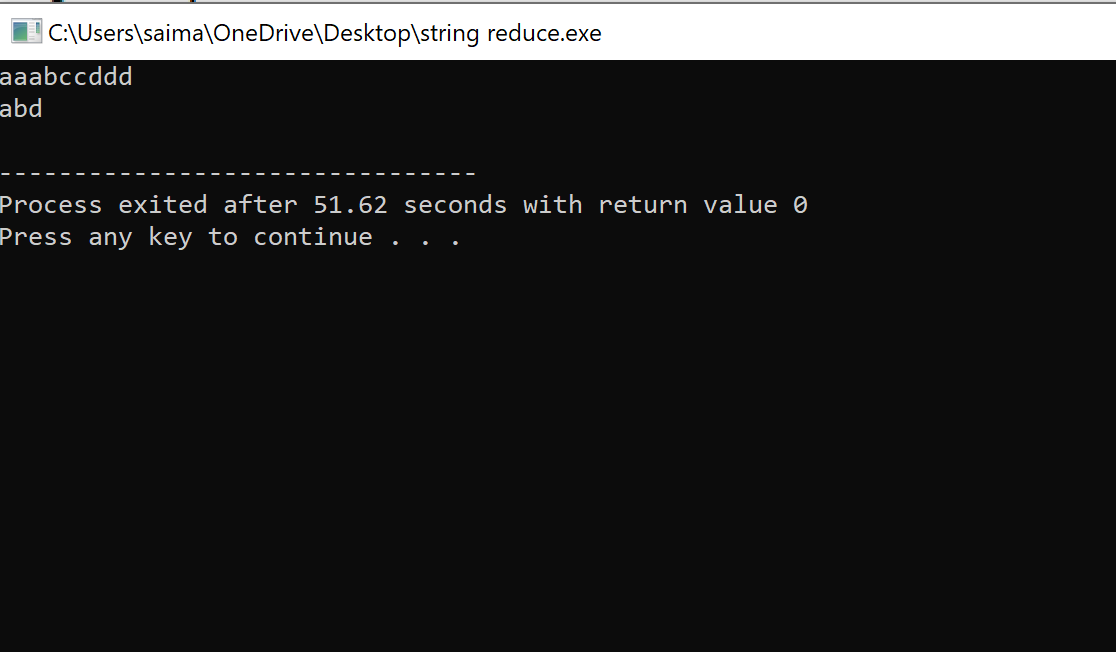 C:\Users\saima\OneDrive\Desktop\string reduce.exe
aaabccddd
abd
--------------------------------
Process exited after 51.62 seconds with return value 0
Press any key to continue . . .